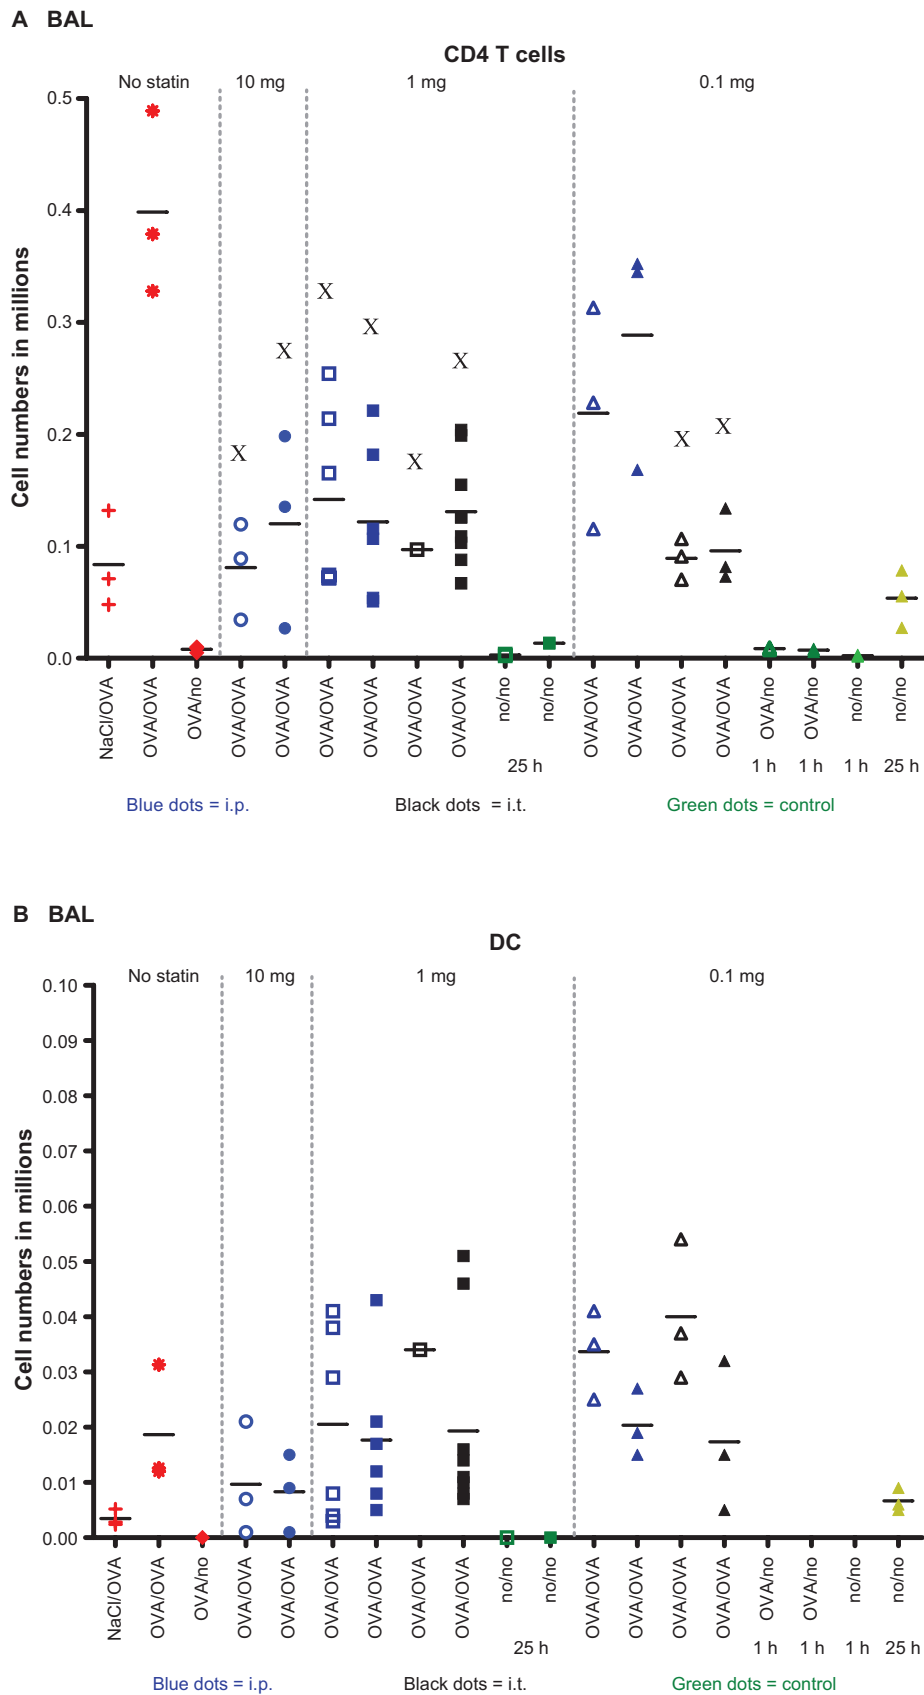 A BAL
CD4 T cells
No statin 10 mg 1 mg 0.1 mg
0.5
0.4
0.3
0.2
0.1
0.0
Cell numbers in millions
X X X X X X X X
NaCl/OVA OVA/OVA OVA/no OVA/OVA OVA/OVA OVA/OVA OVA/OVA OVA/OVA OVA/OVA no/no no/no OVA/OVA OVA/OVA OVA/OVA OVA/OVA OVA/no OVA/no no/no no/no
25 h 1 h 1 h 1 h 25 h
Blue dots = i.p. Black dots = i.t. Green dots = control
B BAL
DC
No statin 10 mg 1 mg 0.1 mg
0.10
0.09
0.08
0.07
0.06
0.05
0.04
0.03
0.02
0.01
0.00
Cell numbers in millions
NaCl/OVA OVA/OVA OVA/no OVA/OVA OVA/OVA OVA/OVA OVA/OVA OVA/OVA OVA/OVA no/no no/no OVA/OVA OVA/OVA OVA/OVA OVA/OVA OVA/no OVA/no no/no no/no
25 h 1 h 1 h 1 h 25 h
Blue dots = i.p. Black dots = i.t. Green dots = control